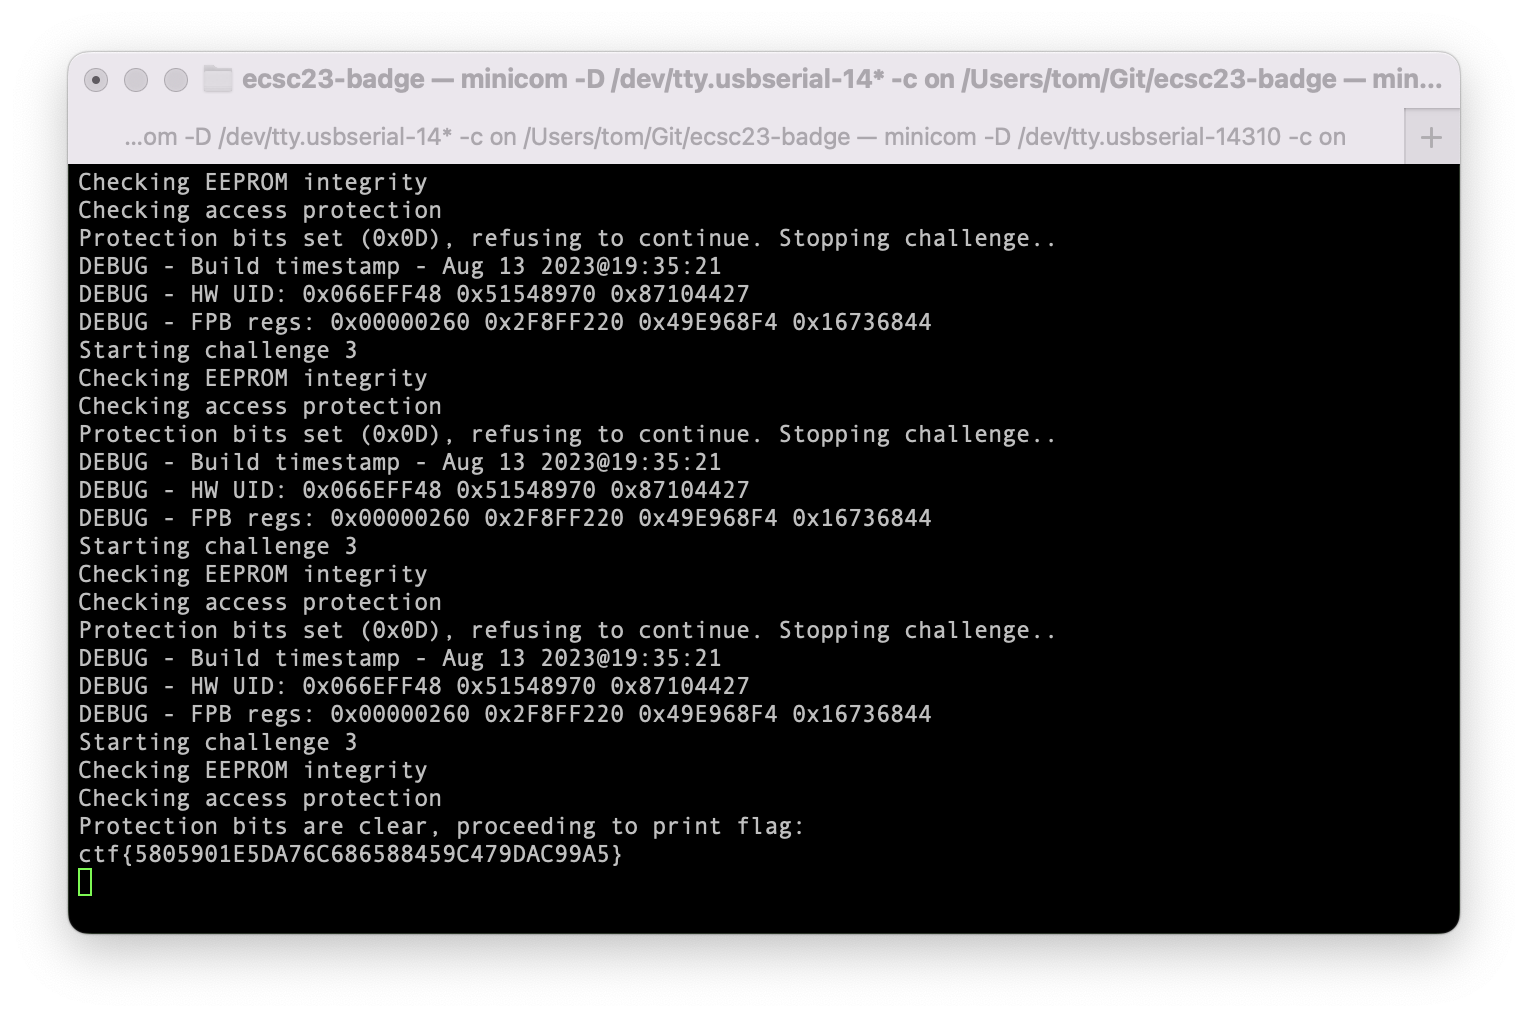 ecsc23-badge — minicom -D /dev/tty.usbserial-14* -c on /Users/tom/Git/ecsc23-badge — min...
...om -D /dev/tty.usbserial-14* -c on /Users/tom/Git/ecsc23-badge — minicom -D /dev/tty.usbserial-14310 -c on +
Checking EEPROM integrity
Checking access protection
Protection bits set (0x0D), refusing to continue. Stopping challenge..
DEBUG - Build timestamp - Aug 13 2023@19:35:21
DEBUG - HW UID: 0x066EFF48 0x51548970 0x87104427
DEBUG - FPB regs: 0x00000260 0x2F8FF220 0x49E968F4 0x16736844
Starting challenge 3
Checking EEPROM integrity
Checking access protection
Protection bits set (0x0D), refusing to continue. Stopping challenge..
DEBUG - Build timestamp - Aug 13 2023@19:35:21
DEBUG - HW UID: 0x066EFF48 0x51548970 0x87104427
DEBUG - FPB regs: 0x00000260 0x2F8FF220 0x49E968F4 0x16736844
Starting challenge 3
Checking EEPROM integrity
Checking access protection
Protection bits set (0x0D), refusing to continue. Stopping challenge..
DEBUG - Build timestamp - Aug 13 2023@19:35:21
DEBUG - HW UID: 0x066EFF48 0x51548970 0x87104427
DEBUG - FPB regs: 0x00000260 0x2F8FF220 0x49E968F4 0x16736844
Starting challenge 3
Checking EEPROM integrity
Checking access protection
Protection bits are clear, proceeding to print flag:
ctf{5805901E5DA76C686588459C479DAC99A5}